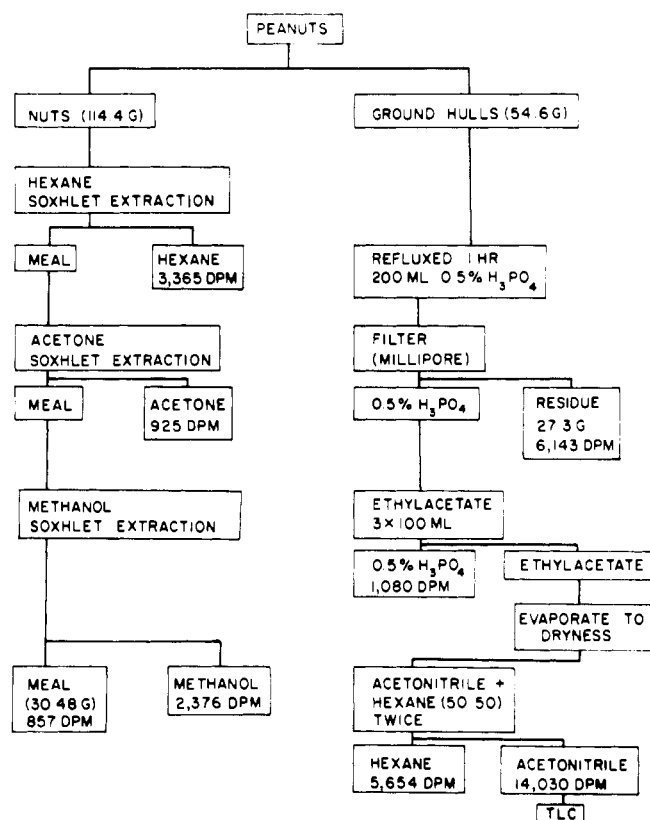 PEANUTS
NUTS (114.4 G)
GROUND HULLS (54.6 G)
HEXANE
SOXHLET EXTRACTION
MEAL
HEXANE
3,365 DPM
REFLUXED 1 HR
200 ML 0.5% H₃PO₄
ACETONE
SOXHLET EXTRACTION
FILTER
(MILLIPORE)
MEAL
ACETONE
925 DPM
0.5% H₃PO₄
RESIDUE
27.3 G
6,143 DPM
METHANOL
SOXHLET EXTRACTION
ETHYLACETATE
3×100 ML
0.5% H₃PO₄
1,080 DPM
ETHYLACETATE
EVAPORATE TO
DRYNESS
MEAL
(30.48 G)
857 DPM
METHANOL
2,376 DPM
ACETONITRILE +
HEXANE (50 50)
TWICE
HEXANE
5,654 DPM
ACETONITRILE
14,030 DPM
TLC